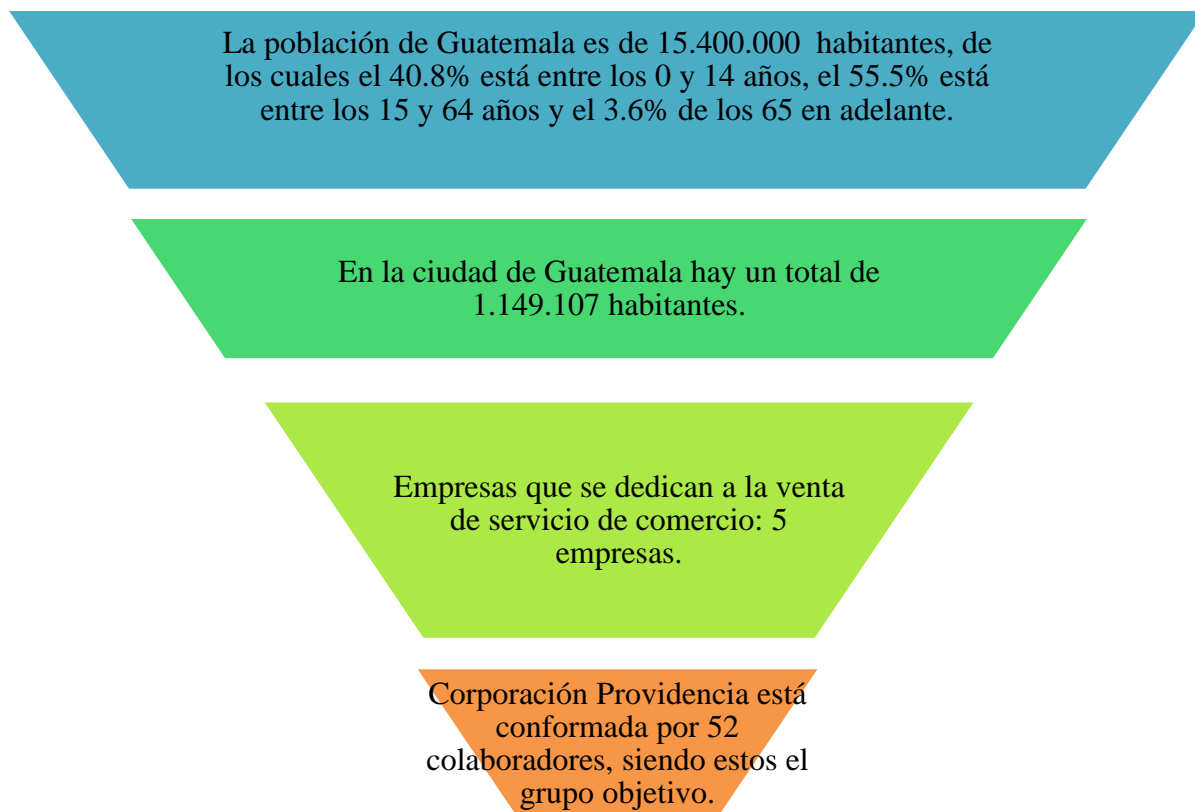 La población de Guatemala es de 15.400.000 habitantes, de
los cuales el 40.8% está entre los 0 y 14 años, el 55.5% está
entre los 15 y 64 años y el 3.6% de los 65 en adelante.
En la ciudad de Guatemala hay un total de
1.149.107 habitantes.
Empresas que se dedican a la venta
de servicio de comercio: 5
empresas.
Corporación Providencia está
conformada por 52
colaboradores, siendo estos el
grupo objetivo.